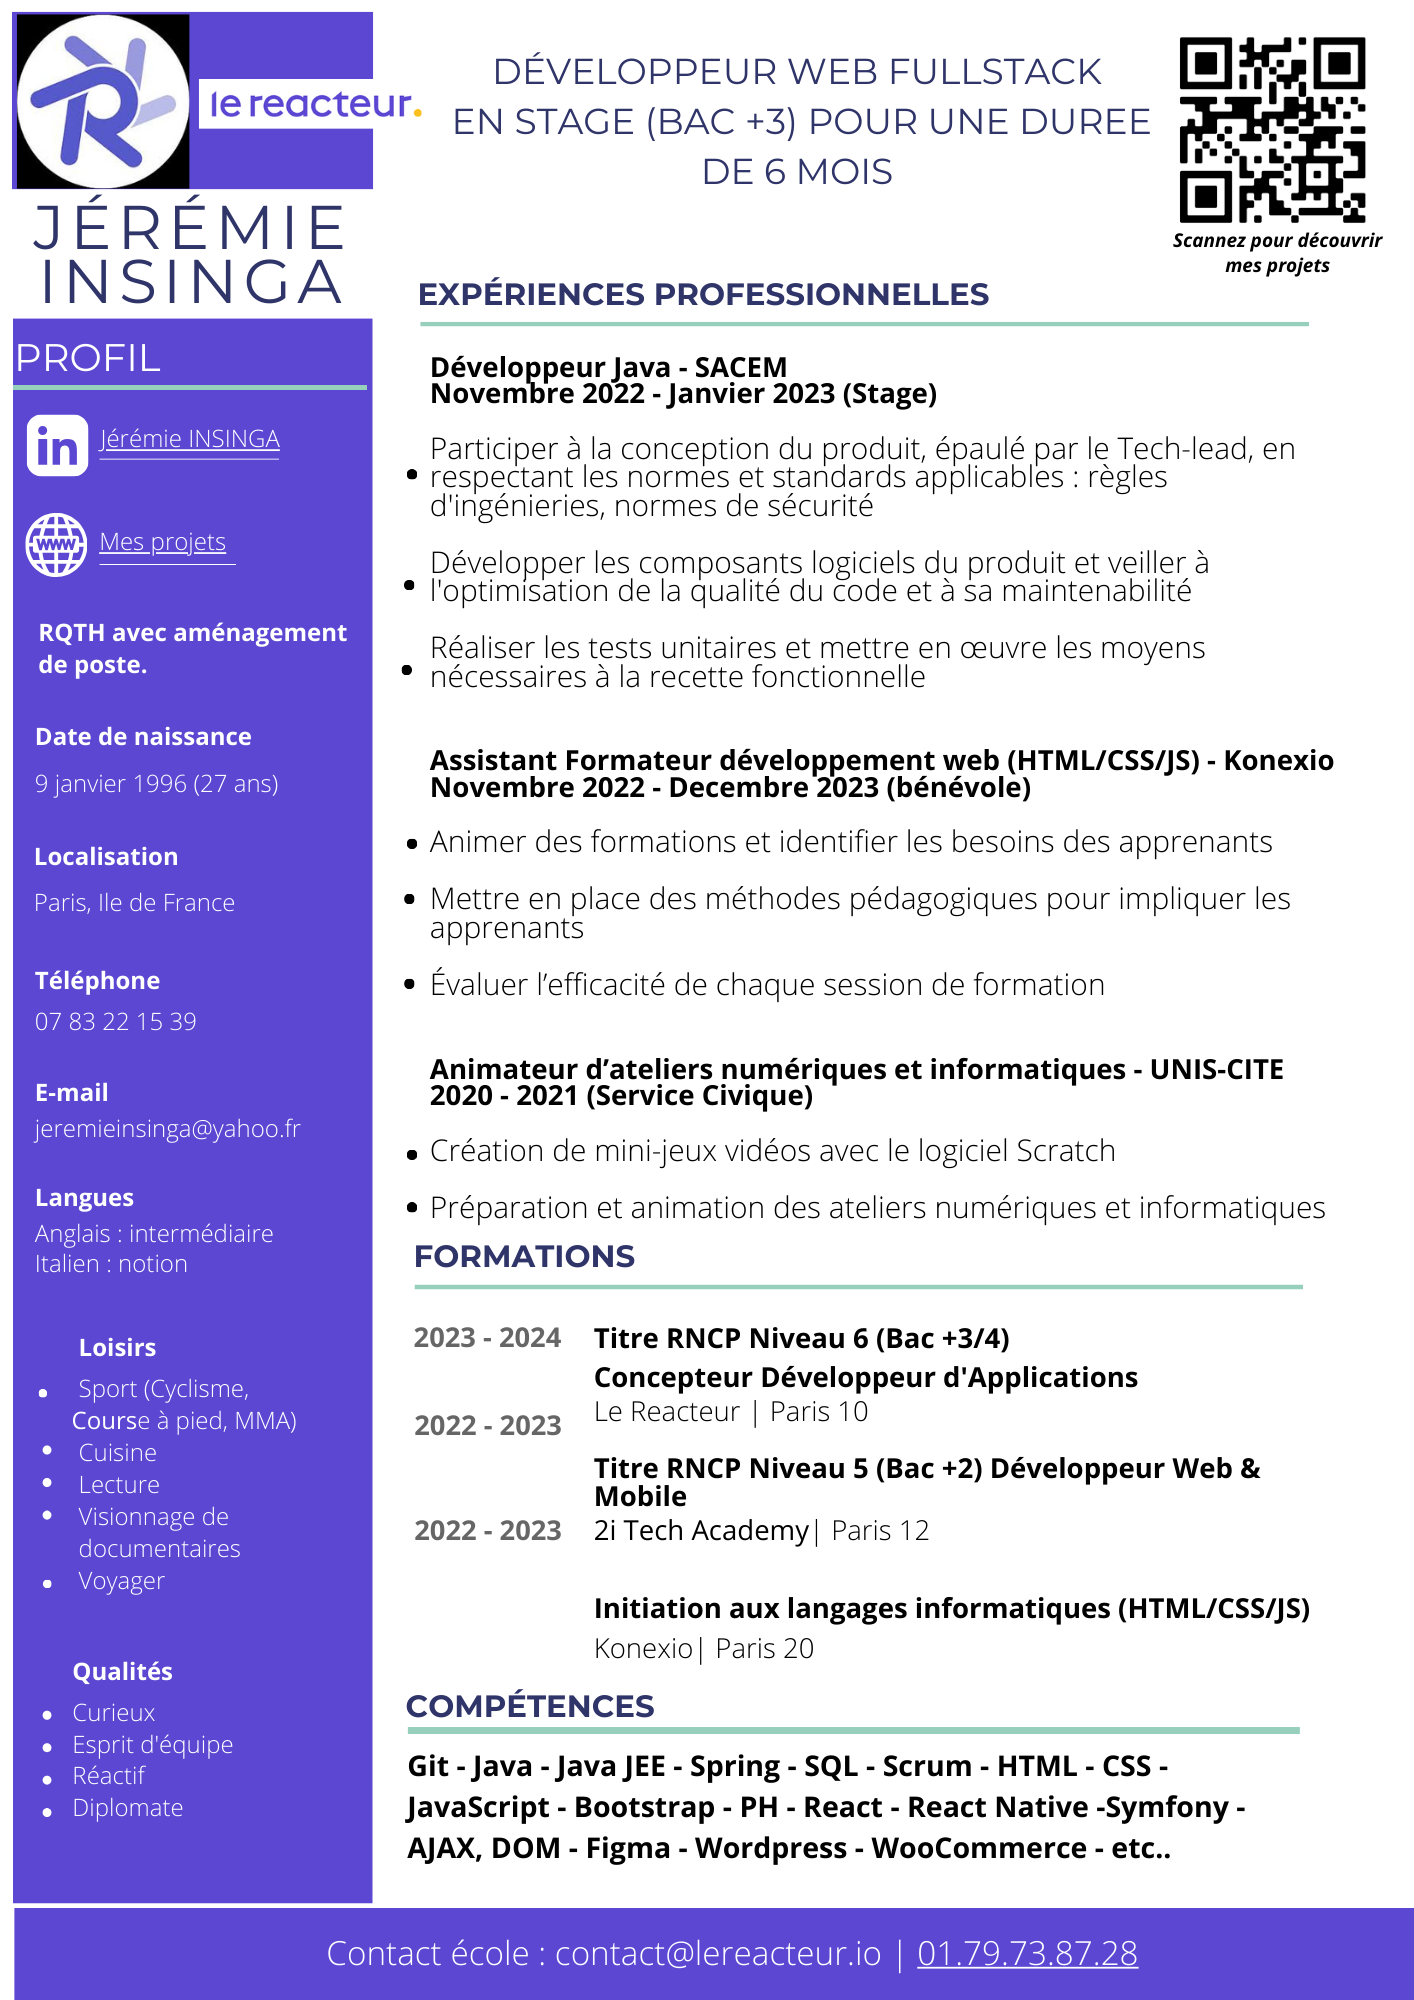 le reacteur.
DÉVELOPPEUR WEB FULLSTACK
EN STAGE (BAC +3) POUR UNE DUREE
DE 6 MOIS
Scannez pour découvrir
mes projets
JÉRÉMIE
INSINGA
PROFIL
in
Jérémie INSINGA
www
Mes projets
RQTH avec aménagement
de poste.
Date de naissance
9 janvier 1996 (27 ans)
Localisation
Paris, Ile de France
Téléphone
07 83 22 15 39
E-mail
jeremieinsinga@yahoo.fr
Langues
Anglais : intermédiaire
Italien : notion
Loisirs
• Sport (Cyclisme,
Course à pied, MMA)
• Cuisine
• Lecture
• Visionnage de
documentaires
• Voyager
Qualités
• Curieux
• Esprit d'équipe
• Réactif
• Diplomate
EXPÉRIENCES PROFESSIONNELLES
Développeur Java - SACEM
Novembre 2022 - Janvier 2023 (Stage)
Participer à la conception du produit, épaulé par le Tech-lead, en
• respectant les normes et standards applicables : règles
d'ingénieries, normes de sécurité
Développer les composants logiciels du produit et veiller à
• l'optimisation de la qualité du code et à sa maintenabilité
Réaliser les tests unitaires et mettre en œuvre les moyens
• nécessaires à la recette fonctionnelle
Assistant Formateur développement web (HTML/CSS/JS) - Konexio
Novembre 2022 - Decembre 2023 (bénévole)
• Animer des formations et identifier les besoins des apprenants
• Mettre en place des méthodes pédagogiques pour impliquer les
apprenants
• Évaluer l’efficacité de chaque session de formation
Animateur d’ateliers numériques et informatiques - UNIS-CITE
2020 - 2021 (Service Civique)
• Création de mini-jeux vidéos avec le logiciel Scratch
• Préparation et animation des ateliers numériques et informatiques
FORMATIONS
2023 - 2024 Titre RNCP Niveau 6 (Bac +3/4)
Concepteur Développeur d'Applications
Le Reacteur | Paris 10
2022 - 2023
Titre RNCP Niveau 5 (Bac +2) Développeur Web &
Mobile
2022 - 2023 2i Tech Academy| Paris 12
Initiation aux langages informatiques (HTML/CSS/JS)
Konexio| Paris 20
COMPÉTENCES
Git - Java - Java JEE - Spring - SQL - Scrum - HTML - CSS -
JavaScript - Bootstrap - PH - React - React Native -Symfony -
AJAX, DOM - Figma - Wordpress - WooCommerce - etc..
Contact école : contact@lereacteur.io | 01.79.73.87.28